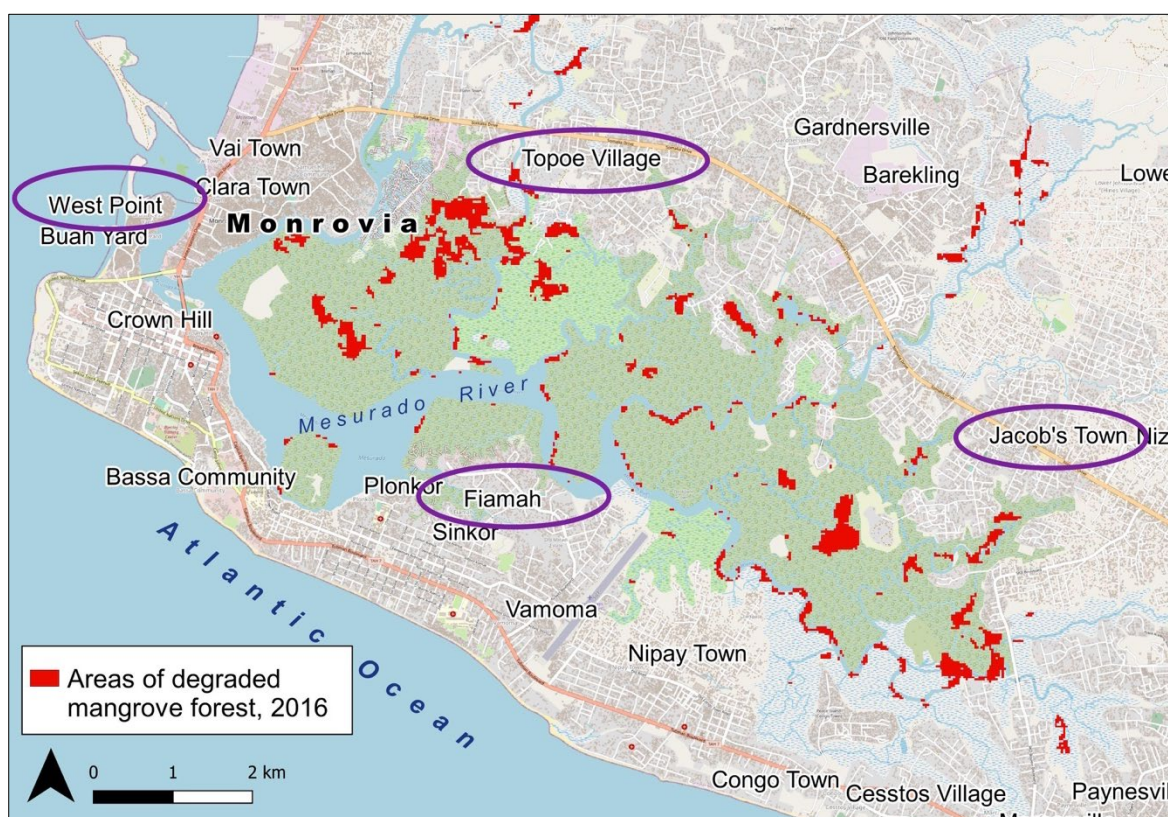 Gardnersville
Vai Town
Topoe Village
Barekling
Lowe
Clara Town
West Point
Monrovia
Buah Yard
Crown Hill
Mesurado River
Jacob's Town
Niz
Bassa Community
Plonkor
Fiamah
Sinkor
Atlantic Ocean
Vamoma
Nipay Town
Areas of degraded
mangrove forest, 2016
0 1 2 km
Congo Town
Cesstos Village
Paynesvil